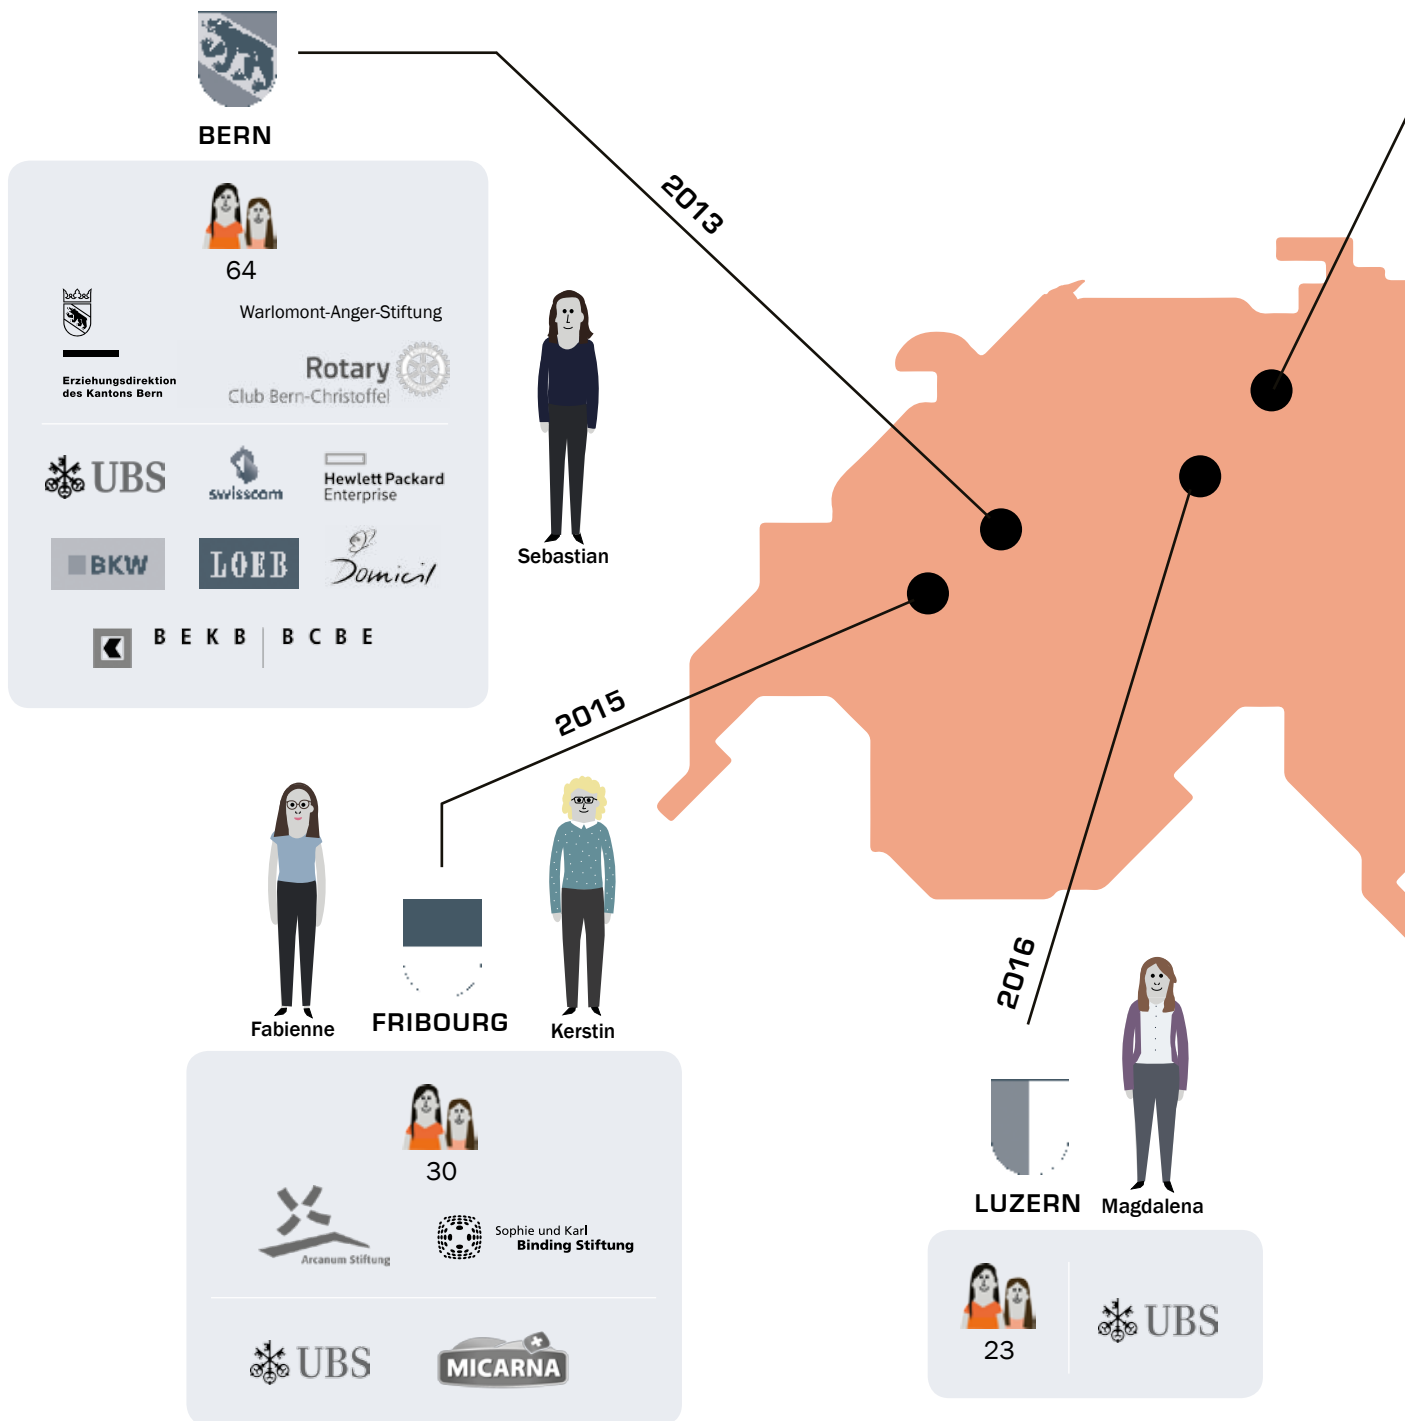 BERN
64
Warlomont-Anger-Stiftung
Erziehungsdirektion
des Kantons Bern
Rotary
Club Bern-Christoffel
UBS
swisscom
Hewlett Packard
Enterprise
BKW
LOEB
Domicil
BEKB | BCBE
Sebastian
2013
2015
2016
Fabienne
FRIBOURG
Kerstin
30
Arcanum Stiftung
Sophie und Karl
Binding Stiftung
UBS
MICARNA
LUZERN
Magdalena
23
UBS